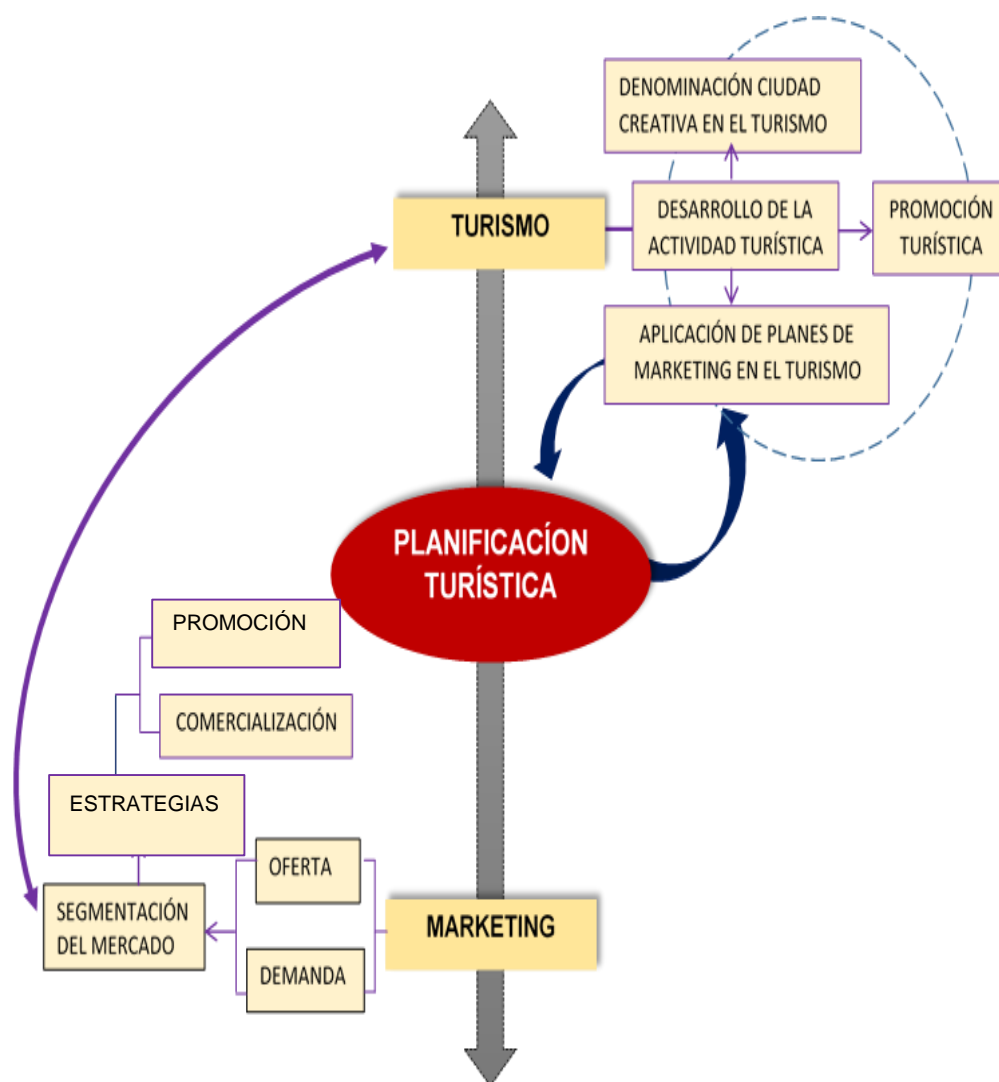 DENOMINACIÓN CIUDAD
CREATIVA EN EL TURISMO
TURISMO
DESARROLLO DE LA
ACTIVIDAD TURÍSTICA
PROMOCIÓN
TURÍSTICA
APLICACIÓN DE PLANES DE
MARKETING EN EL TURISMO
PLANIFICACÍON
TURÍSTICA
PROMOCIÓN
COMERCIALIZACIÓN
ESTRATEGIAS
OFERTA
SEGMENTACIÓN
DEL MERCADO
MARKETING
DEMANDA